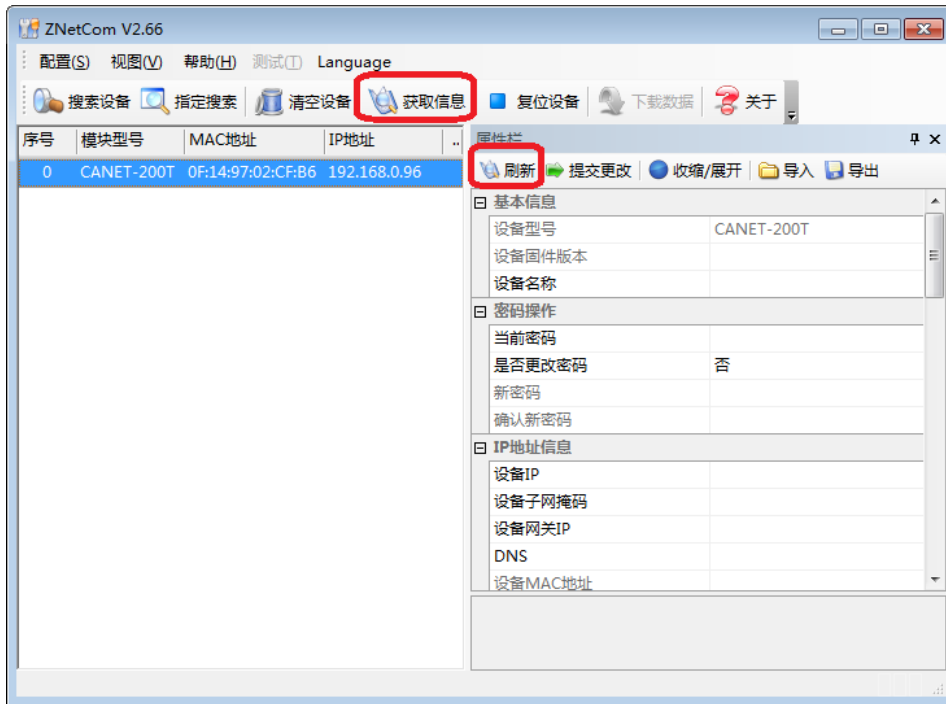 ZNetCom V2.66
配置(S) 视图(V) 帮助(H) 测试(T) Language
搜素设备 指定搜素 清空设备 获取信息 复位设备 下载数据 关于
序号 模块型号 MAC地址 IP地址 ..
属性栏
0 CANET-200T 0F:14:97:02:CF:B6 192.168.0.96
刷新 提交更改 收缩/展开 导入 导出
基本信息
设备型号 CANET-200T
设备固件版本
设备名称
密码操作
当前密码
是否更改密码 否
新密码
确认新密码
IP地址信息
设备IP
设备子网掩码
设备网关IP
DNS
设备MAC地址